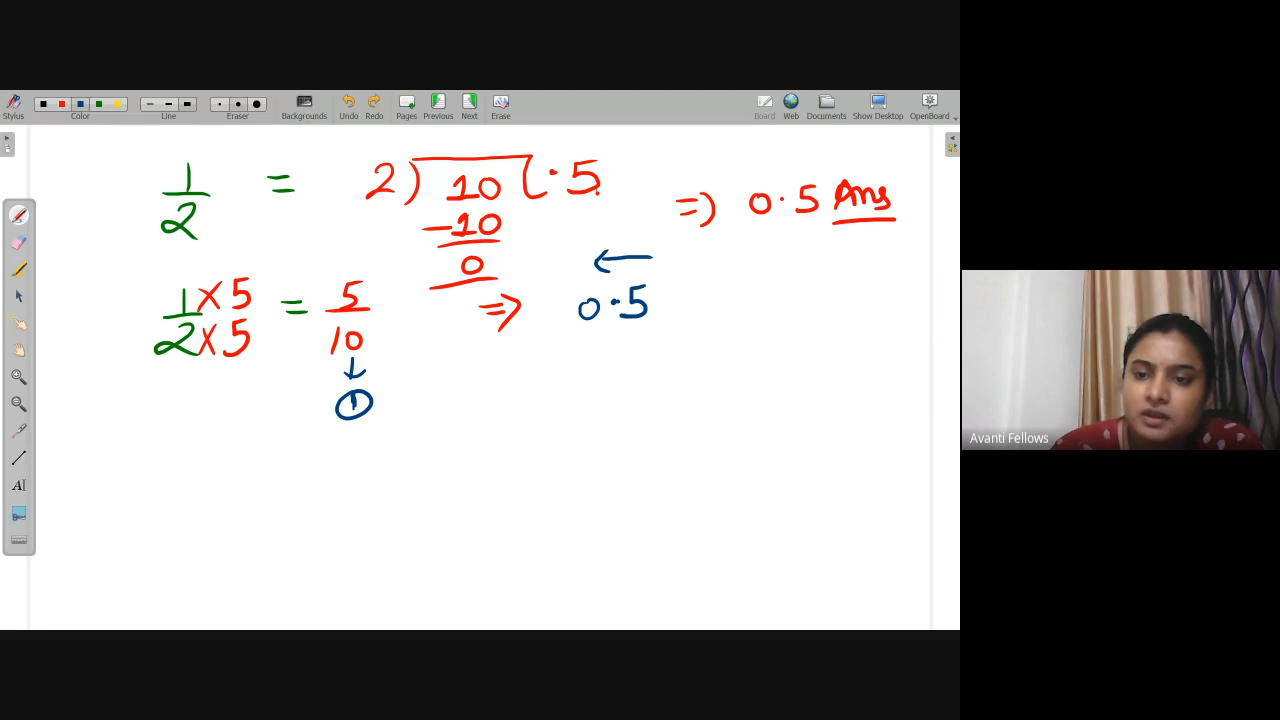 Stylus Color Line Eraser Backgrounds Undo Redo Pages Previous Next Erase Board Web Documents Show Desktop OpenBoard
1/2 = 2) 10 ( .5
-10
0
=> 0.5 Ans
1×5/2×5 = 5/10 => 0.5
1
Avanti Fellows